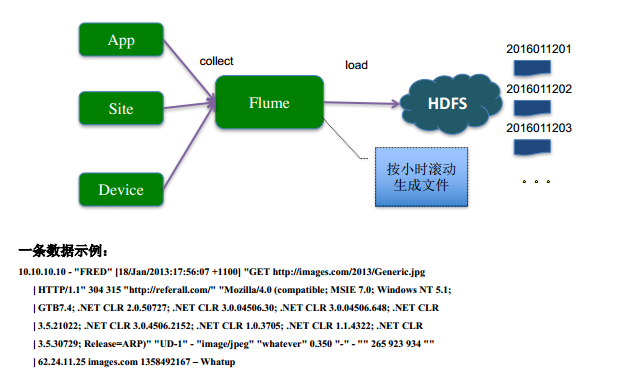 App
collect
load
Site
Flume
HDFS
Device
2016011201
2016011202
2016011203
。。。
按小时滚动
生成文件
一条数据示例：
10.10.10.10 - "FRED" [18/Jan/2013:17:56:07 +1100] "GET http://images.com/2013/Generic.jpg
| HTTP/1.1" 304 315 "http://referall.com/" "Mozilla/4.0 (compatible; MSIE 7.0; Windows NT 5.1;
| GTB7.4; .NET CLR 2.0.50727; .NET CLR 3.0.04506.30; .NET CLR 3.0.04506.648; .NET CLR
| 3.5.21022; .NET CLR 3.0.4506.2152; .NET CLR 1.0.3705; .NET CLR 1.1.4322; .NET CLR
| 3.5.30729; Release=ARP)" "UD-1" - "image/jpeg" "whatever" 0.350 "-" - "" 265 923 934 ""
| 62.24.11.25 images.com 1358492167 – Whatup